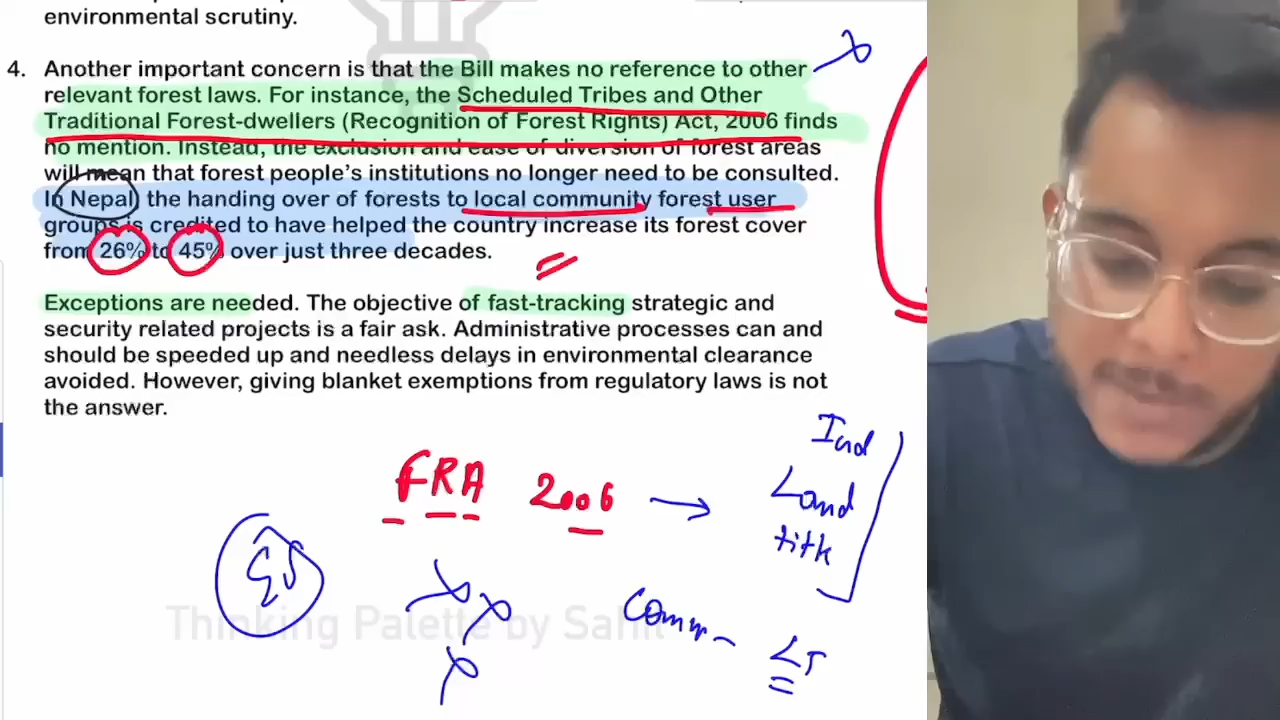 environmental scrutiny.
4. Another important concern is that the Bill makes no reference to other
relevant forest laws. For instance, the Scheduled Tribes and Other
Traditional Forest-dwellers (Recognition of Forest Rights) Act, 2006 finds
no mention. Instead, the exclusion and ease of diversion of forest areas
will mean that forest people's institutions no longer need to be consulted.
In Nepal, the handing over of forests to local community forest user
groups is credited to have helped the country increase its forest cover
from 26% to 45% over just three decades.
Exceptions are needed. The objective of fast-tracking strategic and
security related projects is a fair ask. Administrative processes can and
should be speeded up and needless delays in environmental clearance
avoided. However, giving blanket exemptions from regulatory laws is not
the answer.
Ind
FRA 2006 → Land
title
Thinking Palette by Sahil
Comm-